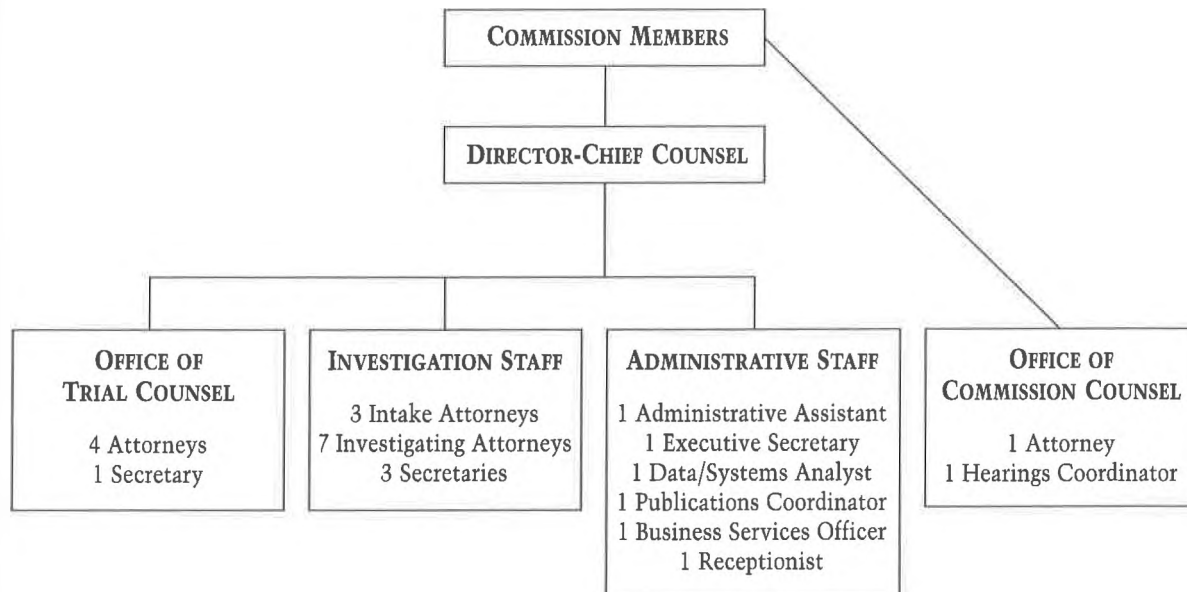 COMMISSION MEMBERS
DIRECTOR-CHIEF COUNSEL
OFFICE OF
TRIAL COUNSEL
4 Attorneys
1 Secretary
INVESTIGATION STAFF
3 Intake Attorneys
7 Investigating Attorneys
3 Secretaries
ADMINISTRATIVE STAFF
1 Administrative Assistant
1 Executive Secretary
1 Data/Systems Analyst
1 Publications Coordinator
1 Business Services Officer
1 Receptionist
OFFICE OF
COMMISSION COUNSEL
1 Attorney
1 Hearings Coordinator